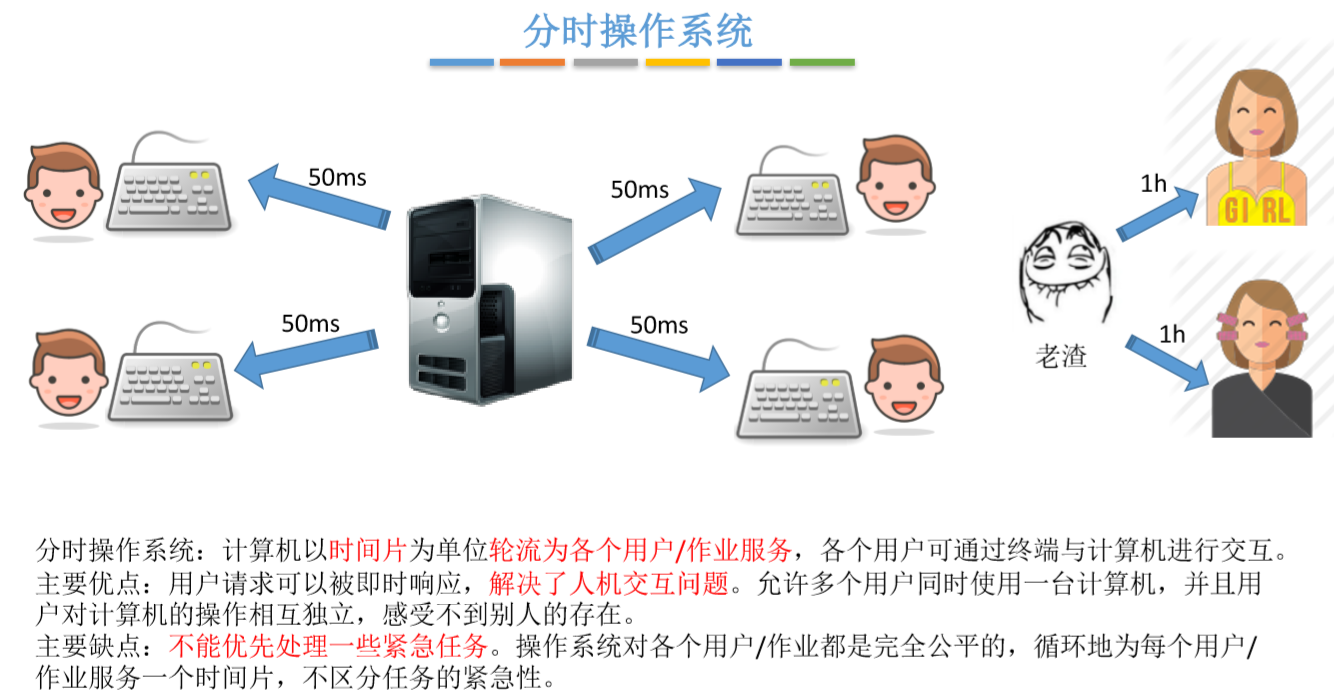 分时操作系统
50ms
50ms
1h
GIRL
50ms
50ms
1h
老渣
分时操作系统：计算机以时间片为单位轮流为各个用户/作业服务，各个用户可通过终端与计算机进行交互。
主要优点：用户请求可以被即时响应，解决了人机交互问题。允许多个用户同时使用一台计算机，并且用
户对计算机的操作相互独立，感受不到别人的存在。
主要缺点：不能优先处理一些紧急任务。操作系统对各个用户/作业都是完全公平的，循环地为每个用户/
作业服务一个时间片，不区分任务的紧急性。